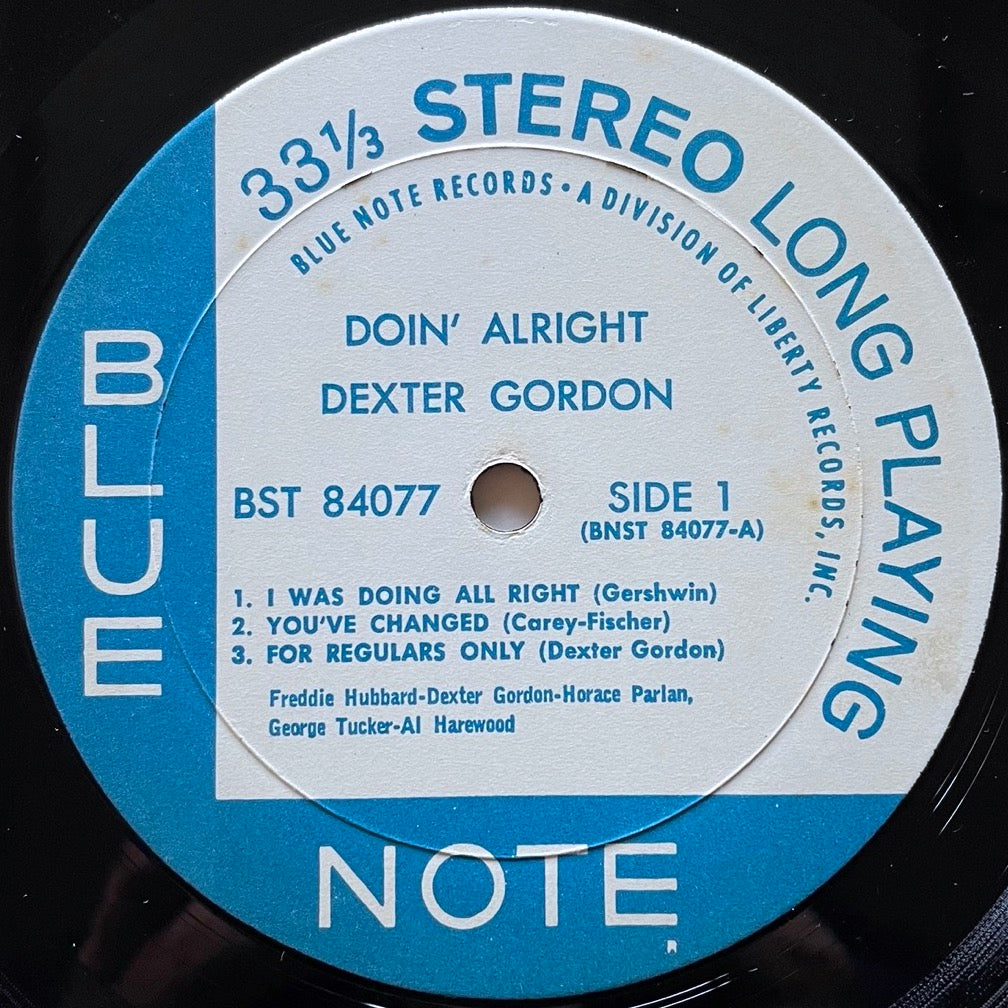 33⅓ STEREO LONG PLAYING
BLUE NOTE RECORDS • A DIVISION OF LIBERTY RECORDS, INC.
DOIN' ALRIGHT
DEXTER GORDON
BST 84077
SIDE 1
(BNST 84077-A)
1. I WAS DOING ALL RIGHT (Gershwin)
2. YOU'VE CHANGED (Carey-Fischer)
3. FOR REGULARS ONLY (Dexter Gordon)
Freddie Hubbard-Dexter Gordon-Horace Parlan,
George Tucker-Al Harewood
BLUE
NOTE